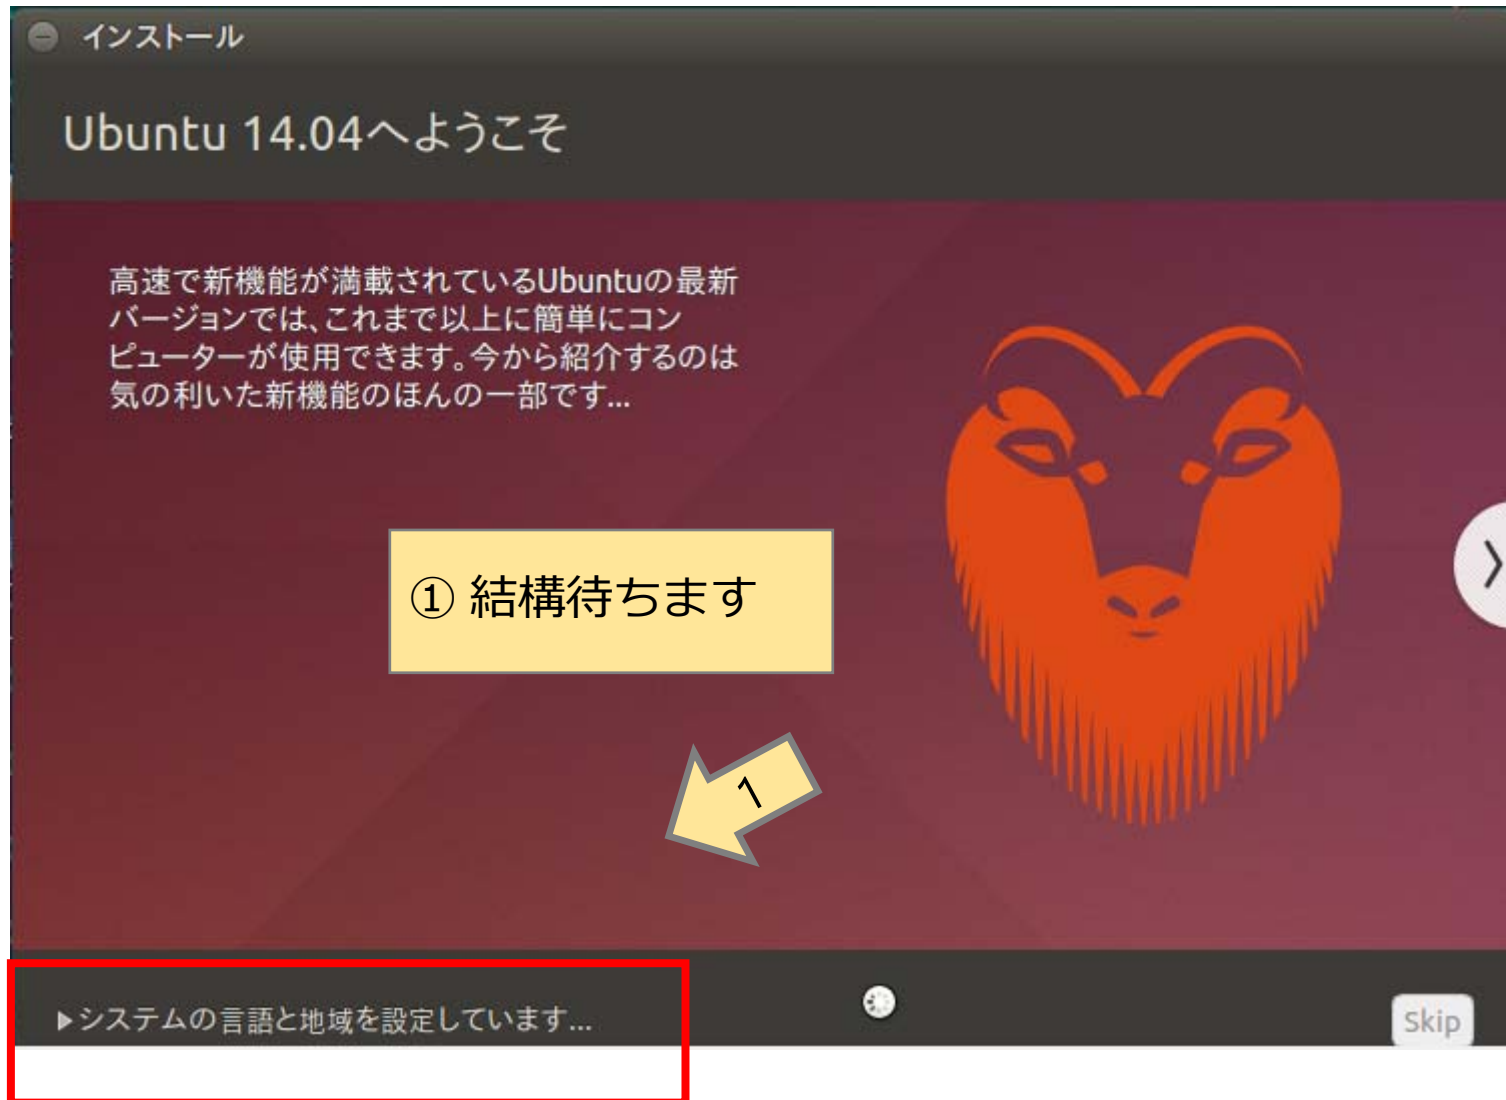 インストール
Ubuntu 14.04へようこそ
高速で新機能が満載されているUbuntuの最新
バージョンでは、これまで以上に簡単にコン
ピューターが使用できます。今から紹介するのは
気の利いた新機能のほんの一部です...
① 結構待ちます
1
▶システムの言語と地域を設定しています...
Skip